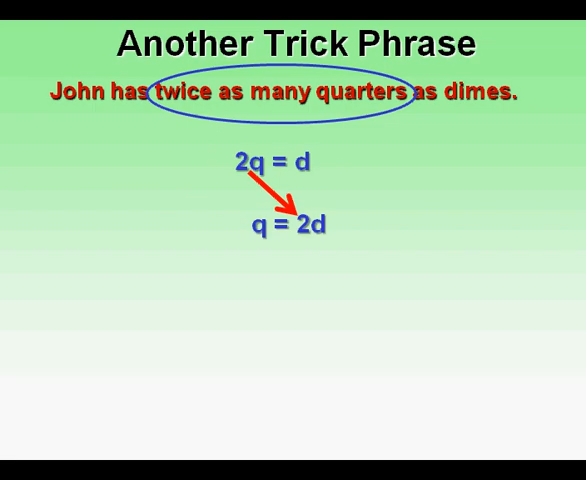 Another Trick Phrase
John has twice as many quarters as dimes.
2q = d
q = 2d